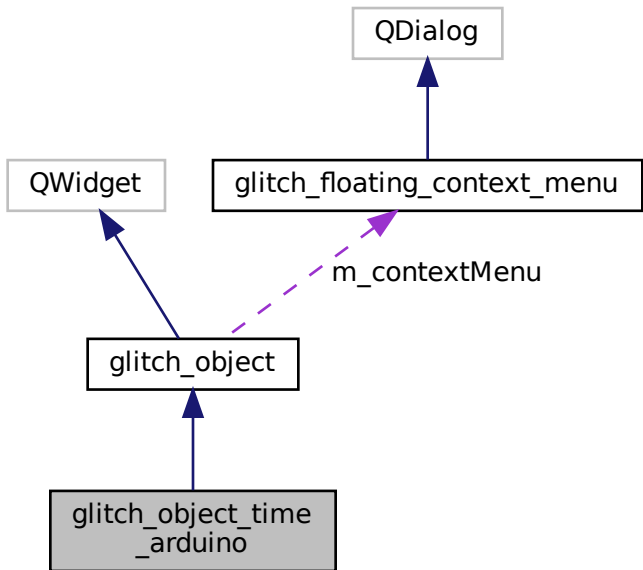 QDialog
QWidget
glitch_floating_context_menu
m_contextMenu
glitch_object
glitch_object_time
_arduino